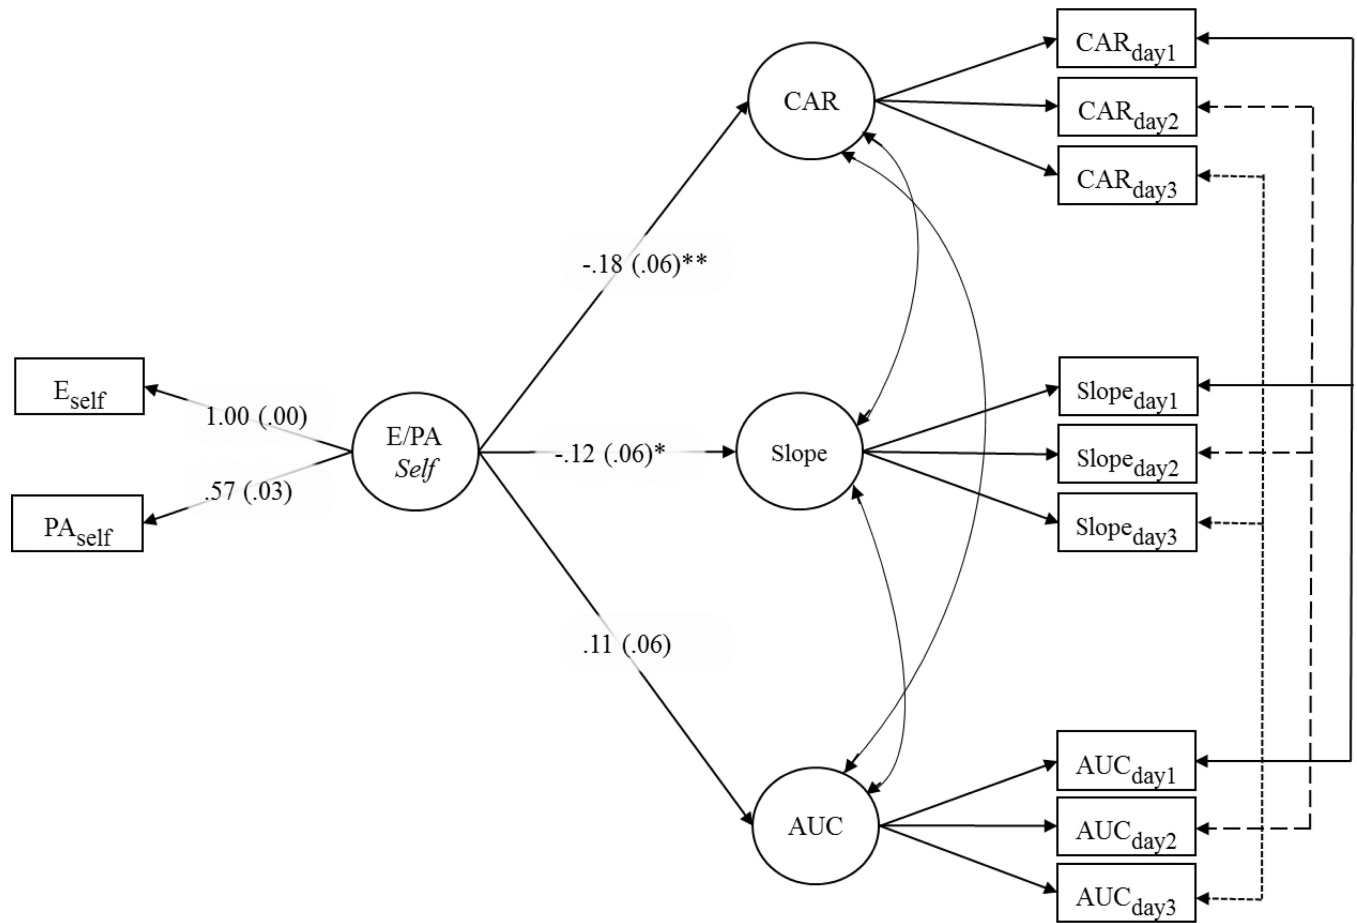 CARday1
CAR
CARday2
CARday3
-.18 (.06)**
Eself
1.00 (.00)
E/PA
Self
-.12 (.06)*
Slope
Slopeday1
Slopeday2
Slopeday3
.57 (.03)
PAself
.11 (.06)
AUCday1
AUC
AUCday2
AUCday3